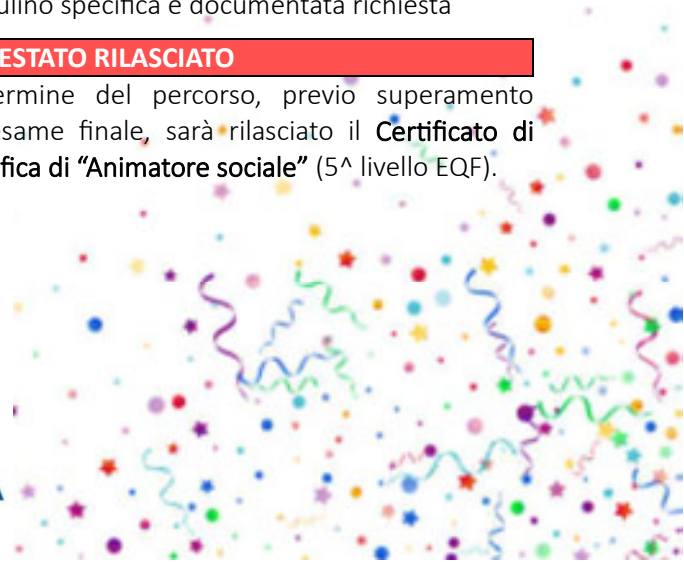 ulino specifica e documentata richiesta
ESTATO RILASCIATO
ermine del percorso, previo superamento
esame finale, sarà rilasciato il Certificato di
fica di “Animatore sociale” (5^ livello EQF).